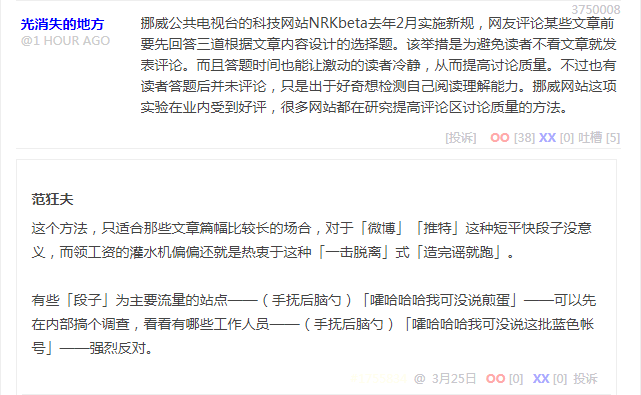 3750008
光消失的地方
@1 HOUR AGO
挪威公共电视台的科技网站NRKbeta去年2月实施新规，网友评论某些文章前
要先回答三道根据文章内容设计的选择题。该举措是为避免读者不看文章就发
表评论。而且答题时间也能让激动的读者冷静，从而提高讨论质量。不过也有
读者答题后并未评论，只是出于好奇想检测自己阅读理解能力。挪威网站这项
实验在业内受到好评，很多网站都在研究提高评论区讨论质量的方法。
[投诉] OO [38] XX [0] 吐槽 [5]
范狂夫
这个方法，只适合那些文章篇幅比较长的场合，对于「微博」「推特」这种短平快段子没意
义，而领工资的灌水机偏偏还就是热衷于这种「一击脱离」式「造完谣就跑」。
有些「段子」为主要流量的站点——（手抚后脑勺）「嚯哈哈哈我可没说煎蛋」——可以先
在内部搞个调查，看看有哪些工作人员——（手抚后脑勺）「嚯哈哈哈我可没说这批蓝色帐
号」——强烈反对。
@ 3月25日 OO [0] XX [0] 投诉